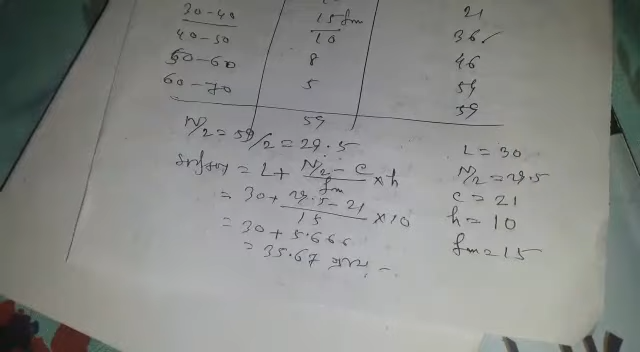 30-40 15 fm 21
40-50 10 36 ✓
50-60 8 46
60-70 5 54
59 59
N/2 = 59/2 = 29.5 L = 30
= L + N/2 - C / fm × h N/2 = 29.5
= 30 + 29.5 - 21 / 15 × 10 C = 21
= 30 + 5.666 h = 10
= 35.67 fm = 15